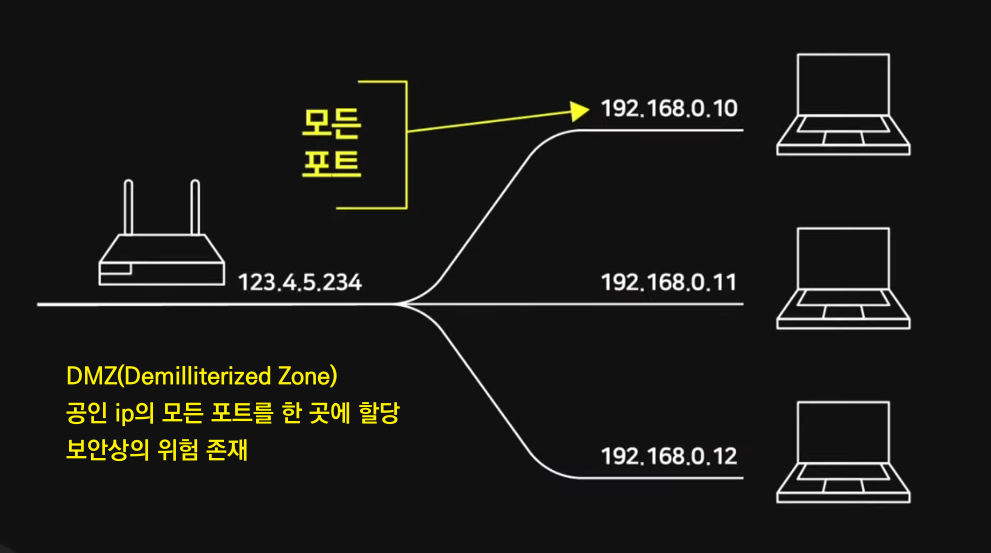 모든
포트
192.168.0.10
123.4.5.234
192.168.0.11
DMZ(Demilliterized Zone)
공인 ip의 모든 포트를 한 곳에 할당
보안상의 위험 존재
192.168.0.12